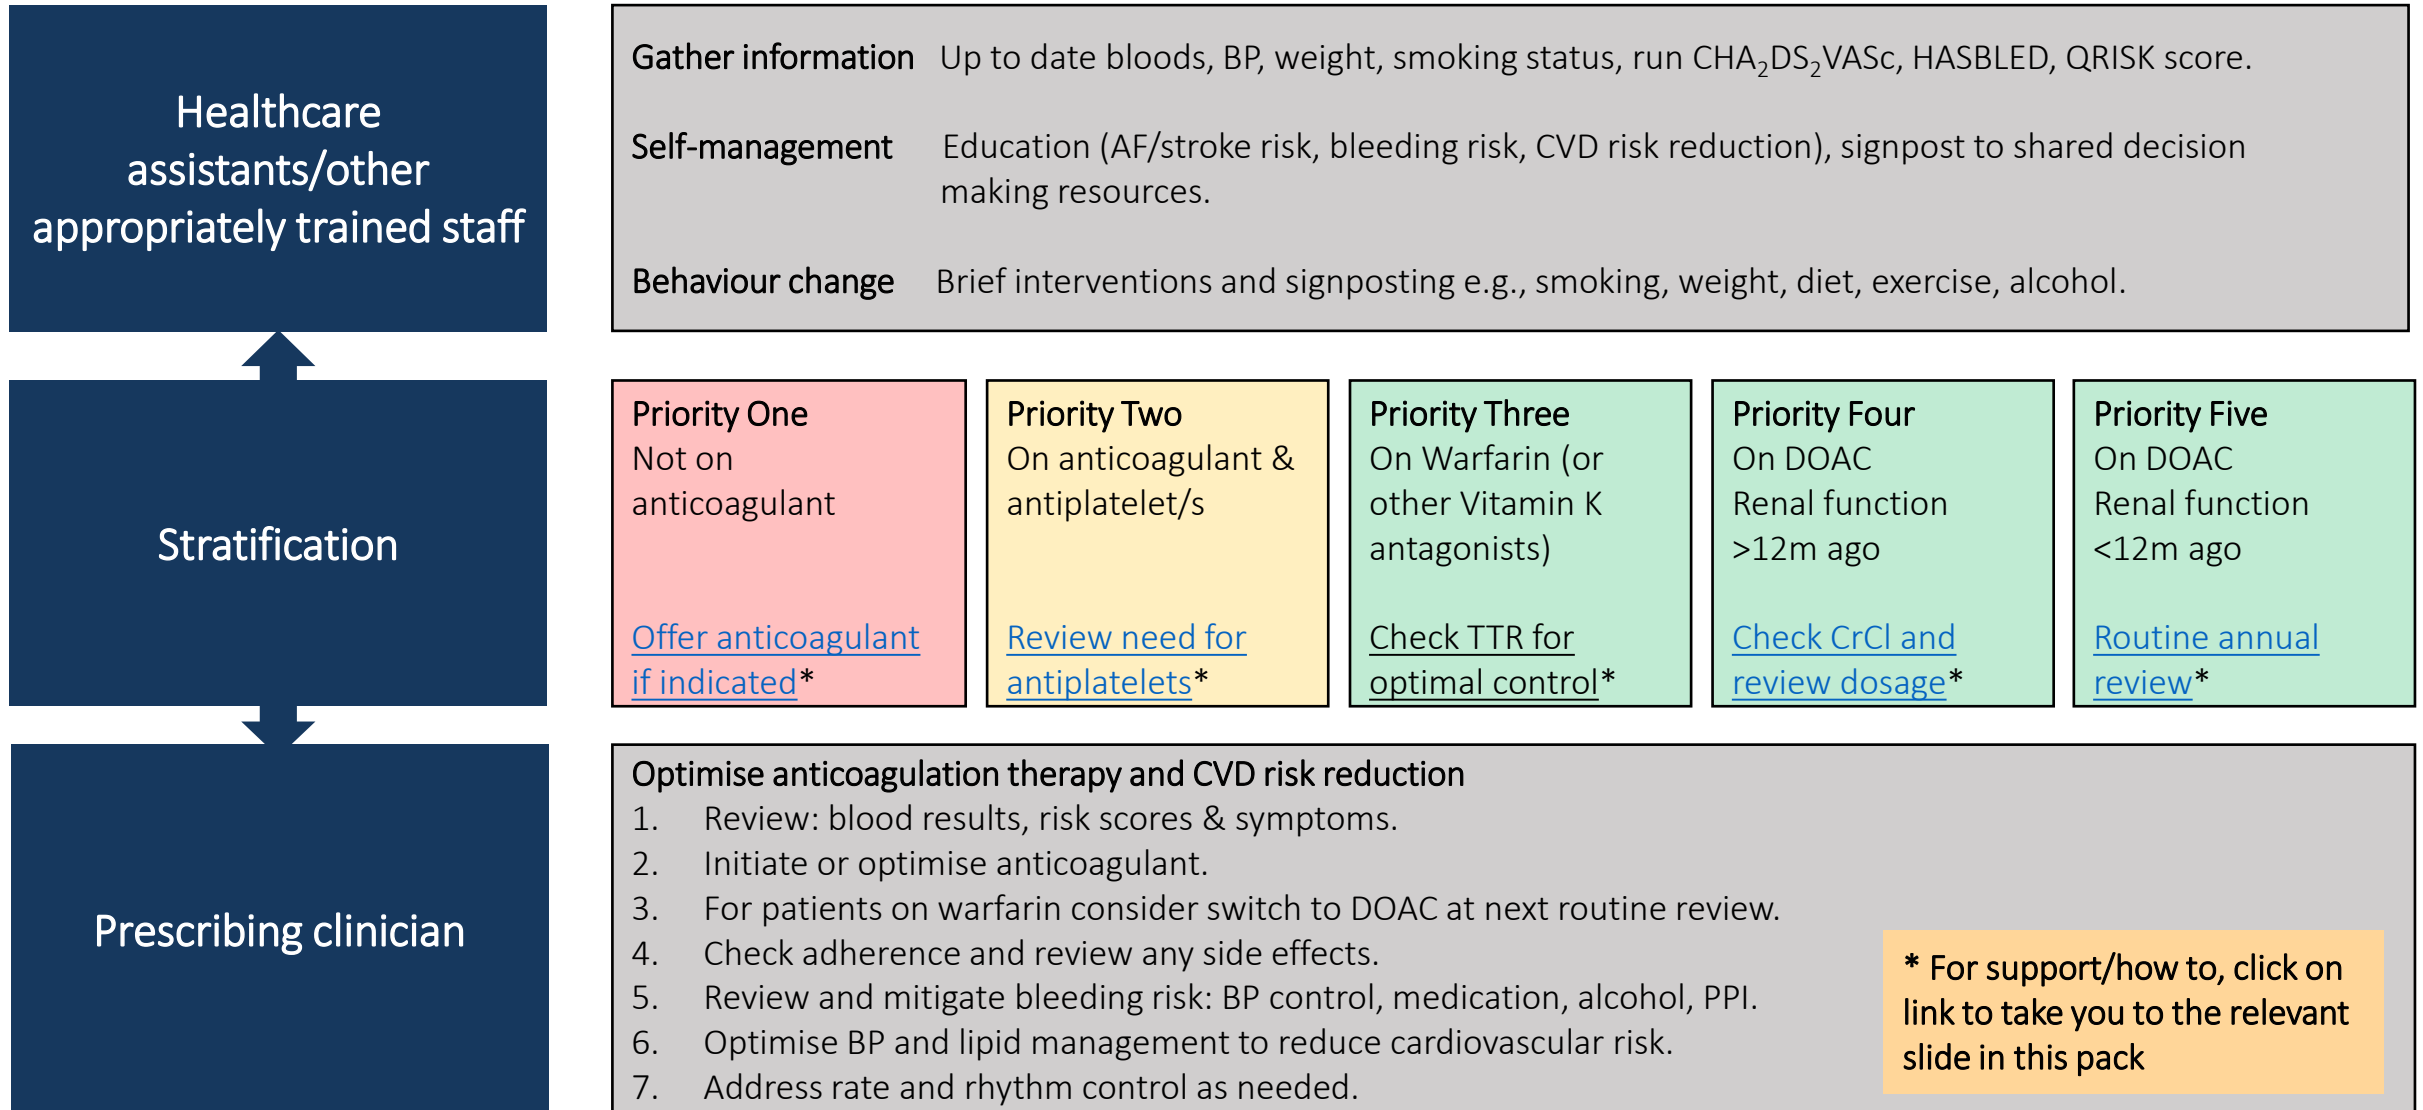 Healthcare
assistants/other
appropriately trained staff
Gather information Up to date bloods, BP, weight, smoking status, run CHA₂DS₂VASc, HASBLED, QRISK score.
Self-management Education (AF/stroke risk, bleeding risk, CVD risk reduction), signpost to shared decision
making resources.
Behaviour change Brief interventions and signposting e.g., smoking, weight, diet, exercise, alcohol.
Stratification
Priority One
Not on
anticoagulant
Offer anticoagulant
if indicated*
Priority Two
On anticoagulant &
antiplatelet/s
Review need for
antiplatelets*
Priority Three
On Warfarin (or
other Vitamin K
antagonists)
Check TTR for
optimal control*
Priority Four
On DOAC
Renal function
>12m ago
Check CrCl and
review dosage*
Priority Five
On DOAC
Renal function
<12m ago
Routine annual
review*
Prescribing clinician
Optimise anticoagulation therapy and CVD risk reduction
1. Review: blood results, risk scores & symptoms.
2. Initiate or optimise anticoagulant.
3. For patients on warfarin consider switch to DOAC at next routine review.
4. Check adherence and review any side effects.
5. Review and mitigate bleeding risk: BP control, medication, alcohol, PPI.
6. Optimise BP and lipid management to reduce cardiovascular risk.
7. Address rate and rhythm control as needed.
* For support/how to, click on
link to take you to the relevant
slide in this pack